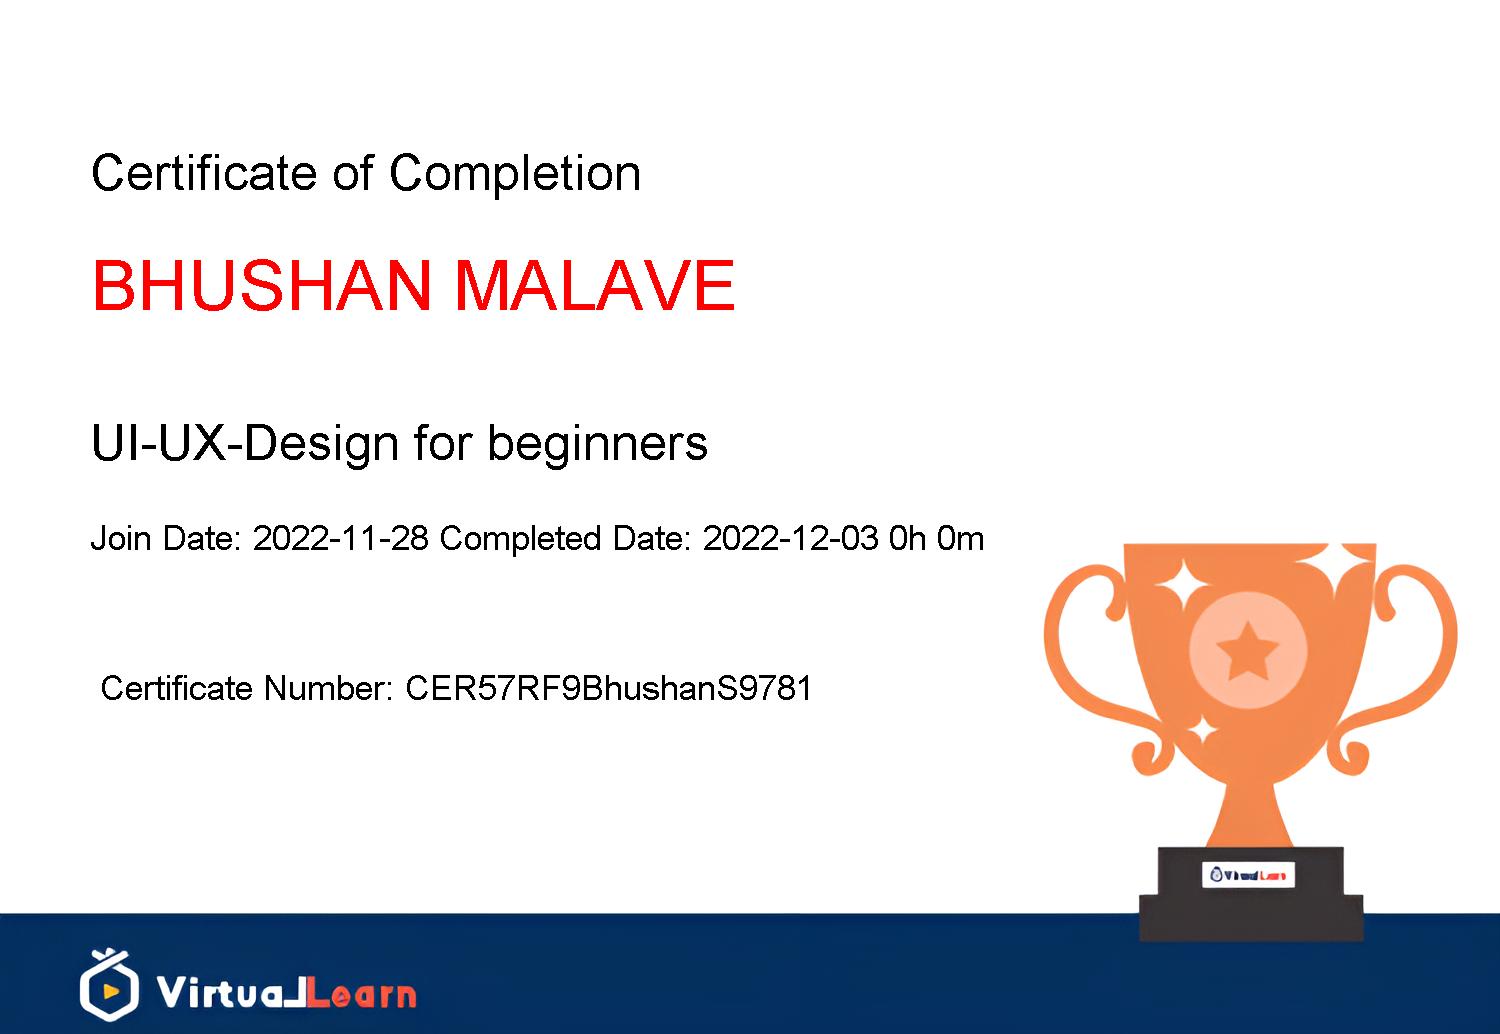 Certificate of Completion
BHUSHAN MALAVE
UI-UX-Design for beginners
Join Date: 2022-11-28 Completed Date: 2022-12-03 0h 0m
Certificate Number: CER57RF9BhushanS9781
VirtualLearn
VirtualLearn